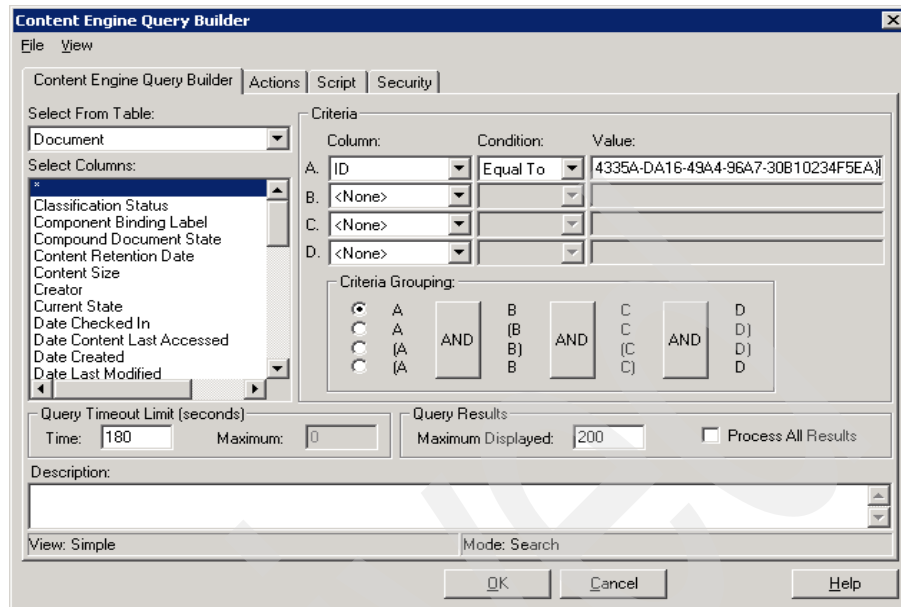 Content Engine Query Builder
File View
Content Engine Query Builder Actions Script Security
Select From Table:
Document
Select Columns:
*
Classification Status
Component Binding Label
Compound Document State
Content Retention Date
Content Size
Creator
Current State
Date Checked In
Date Content Last Accessed
Date Created
Date Last Modified
Criteria
Column: Condition: Value:
A. ID Equal To 4335A-DA16-49A4-96A7-30B10234F5EA}
B. <None>
C. <None>
D. <None>
Criteria Grouping:
A B C D
A (B C D)
(A B) (C D)
(A B C) D
AND AND AND
Query Timeout Limit (seconds)
Time: 180 Maximum: 0
Query Results
Maximum Displayed: 200 Process All Results
Description:
View: Simple Mode: Search
OK Cancel Help